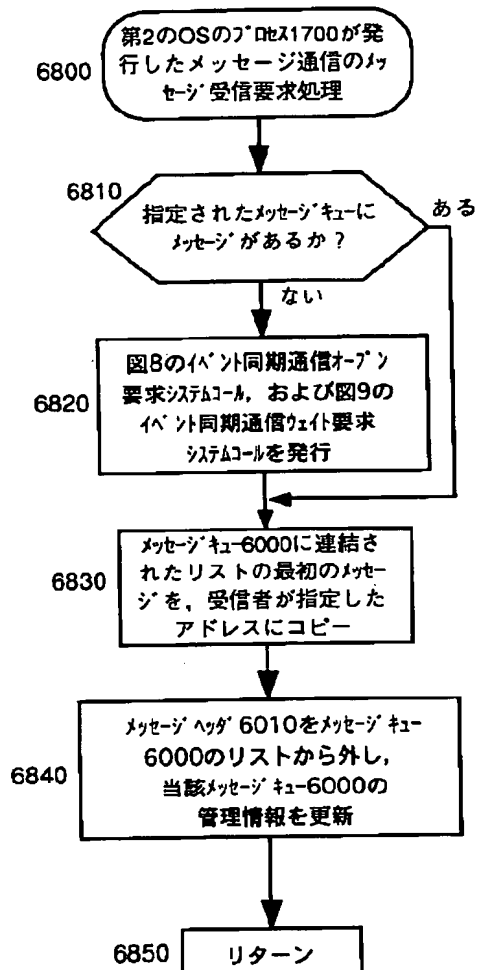 6800
第2のOSのﾌﾟﾛｾｽ1700が発
行したメッセージ通信のﾒｯ
ｾｰｼﾞ受信要求処理
6810
指定されたﾒｯｾｰｼﾞｷｭｰに
ﾒｯｾｰｼﾞがあるか？
ある
ない
6820
図8のｲﾍﾞﾝﾄ同期通信ｵｰﾌﾟﾝ
要求ｼｽﾃﾑｺｰﾙ，および図9の
ｲﾍﾞﾝﾄ同期通信ｳｪｲﾄ要求
ｼｽﾃﾑｺｰﾙを発行
6830
ﾒｯｾｰｼﾞｷｭｰ6000に連結さ
れたリストの最初のﾒｯｾｰ
ｼﾞを，受信者が指定した
アドレスにコピー
6840
ﾒｯｾｰｼﾞﾍｯﾀﾞ6010をﾒｯｾｰｼﾞｷｭｰ
6000のリストから外し，
当該ﾒｯｾｰｼﾞｷｭｰ6000の
管理情報を更新
6850
リターン